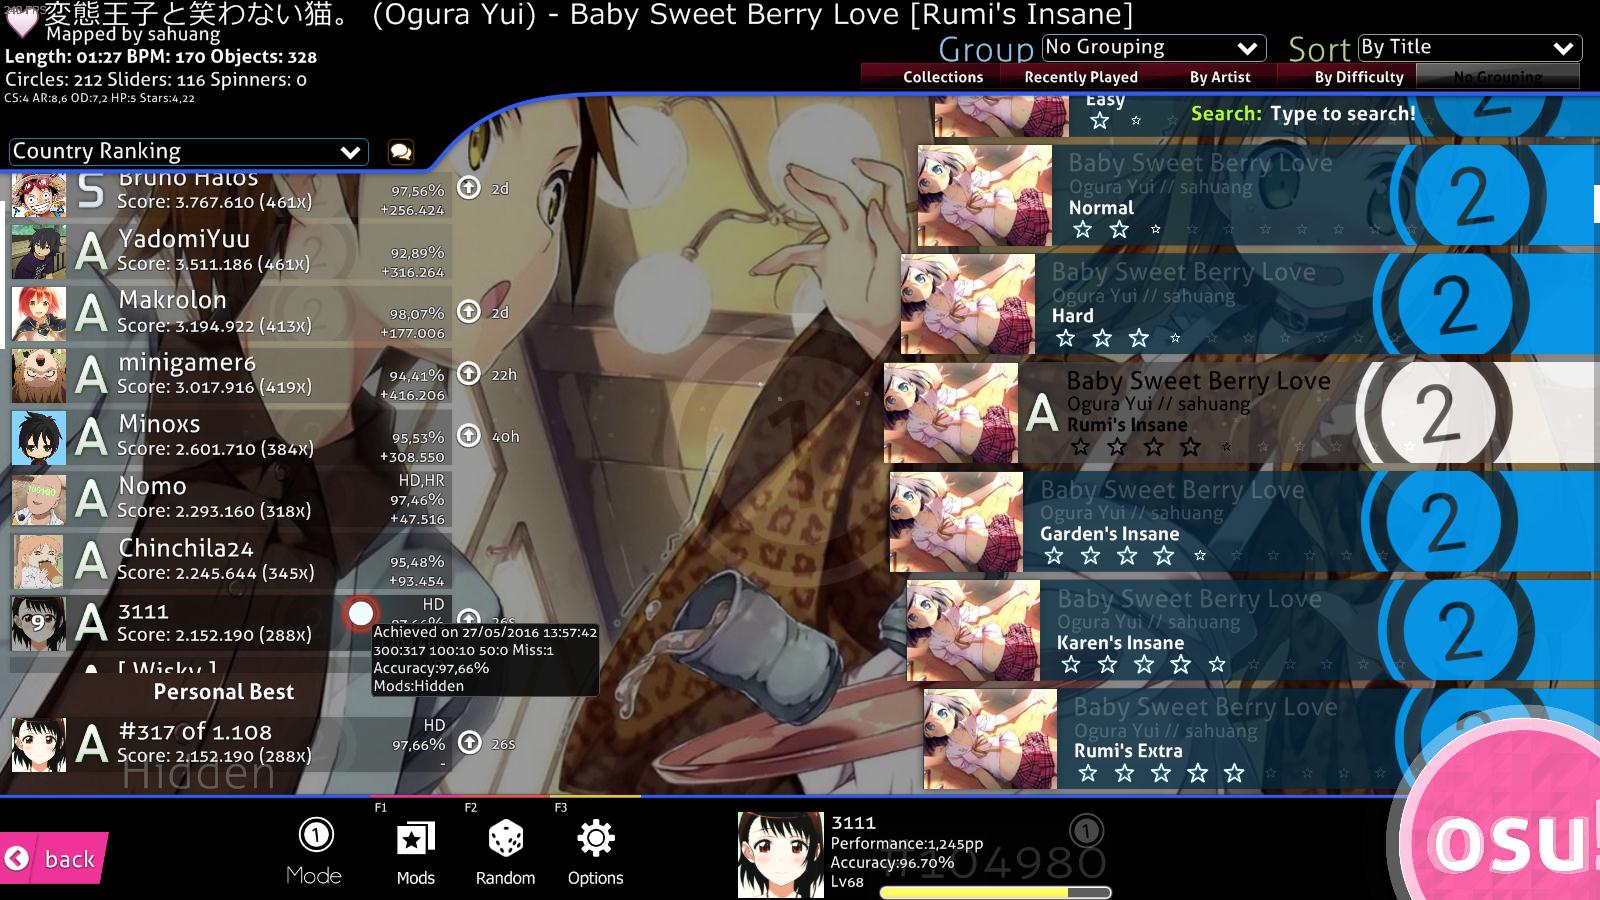 変態王子と笑わない猫。 (Ogura Yui) - Baby Sweet Berry Love [Rumi's Insane]
Mapped by sahuang
Length: 01:27 BPM: 170 Objects: 328
Circles: 212 Sliders: 116 Spinners: 0
CS:4 AR:8,6 OD:7,2 HP:5 Stars:4,22
Group No Grouping
Sort By Title
Collections Recently Played By Artist By Difficulty No Grouping
Search: Type to search!
Country Ranking
S Bruno Halos
Score: 3.767.610 (461x)
97,56%
+256.424
2d
A YadomiYuu
Score: 3.511.186 (461x)
92,89%
+316.264
A Makrolon
Score: 3.194.922 (413x)
98,07%
+177.006
2d
A minigamer6
Score: 3.017.916 (419x)
94,41%
+416.206
22h
A Minoxs
Score: 2.601.710 (384x)
95,53%
+308.550
40h
A Nomo
Score: 2.293.160 (318x)
HD,HR
97,46%
+47.516
A Chinchila24
Score: 2.245.644 (345x)
95,48%
+93.454
9 A 3111
Score: 2.152.190 (288x)
HD
Achieved on 27/05/2016 13:57:42
300:317 100:10 50:0 Miss:1
Accuracy:97,66%
Mods:Hidden
A [ Wisky ]
Personal Best
A #317 of 1.108
Score: 2.152.190 (288x)
HD
97,66%
-
26s
Hidden
Easy
2
Baby Sweet Berry Love
Ogura Yui // sahuang
Normal
2
Baby Sweet Berry Love
Ogura Yui // sahuang
Hard
2
A Baby Sweet Berry Love
Ogura Yui // sahuang
Rumi's Insane
2
Baby Sweet Berry Love
Ogura Yui // sahuang
Garden's Insane
2
Baby Sweet Berry Love
Ogura Yui // sahuang
Karen's Insane
2
Baby Sweet Berry Love
Ogura Yui // sahuang
Rumi's Extra
2
back
1
Mode
F1
Mods
F2
Random
F3
Options
3111
Performance:1,245pp
Accuracy:96.70%
Lv68
#104980
1
osu!